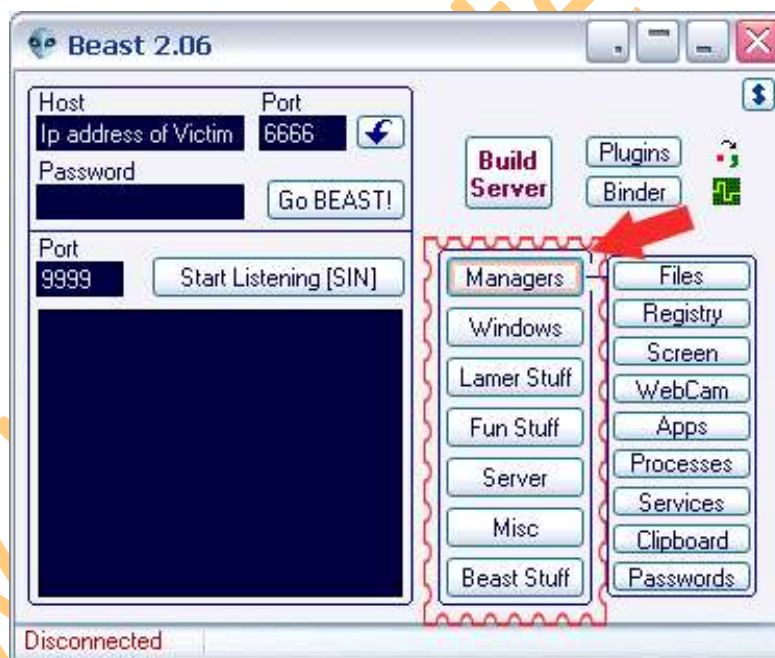 Beast 2.06
Host Port
Ip address of Victim 6666
Password
Go BEAST!
Port
9999 Start Listening [SIN]
Build
Server
Plugins
Binder
Managers
Windows
Lamer Stuff
Fun Stuff
Server
Misc
Beast Stuff
Files
Registry
Screen
WebCam
Apps
Processes
Services
Clipboard
Passwords
Disconnected